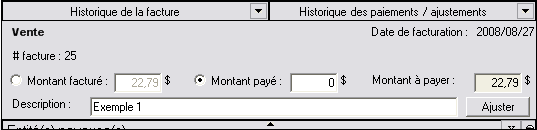 Historique de la facture Historique des paiements / ajustements
Vente Date de facturation : 2008/08/27
# facture : 25
Montant facturé : 22,79 $ Montant payé : 0 $ Montant à payer : 22,79 $
Description : Exemple 1 Ajuster